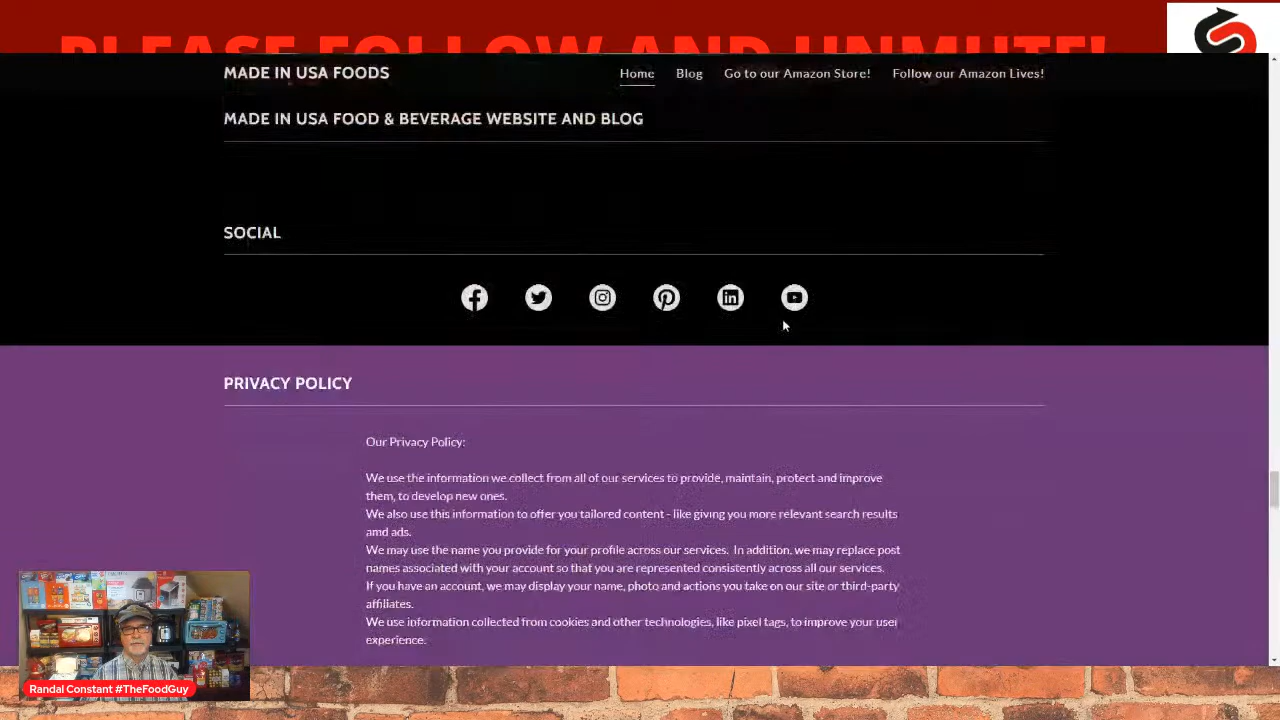 PLEASE FOLLOW AND UNMUTE!
MADE IN USA FOODS
Home
Blog
Go to our Amazon Store!
Follow our Amazon Lives!
MADE IN USA FOOD & BEVERAGE WEBSITE AND BLOG
SOCIAL
PRIVACY POLICY
Our Privacy Policy:
We use the information we collect from all of our services to provide, maintain, protect and improve
them, to develop new ones.
We also use this information to offer you tailored content - like giving you more relevant search results
amd ads.
We may use the name you provide for your profile across our services. In addition, we may replace post
names associated with your account so that you are represented consistently across all our services.
If you have an account, we may display your name, photo and actions you take on our site or third-party
affiliates.
We use information collected from cookies and other technologies, like pixel tags, to improve your user
experience.
Randal Constant #TheFoodGuy